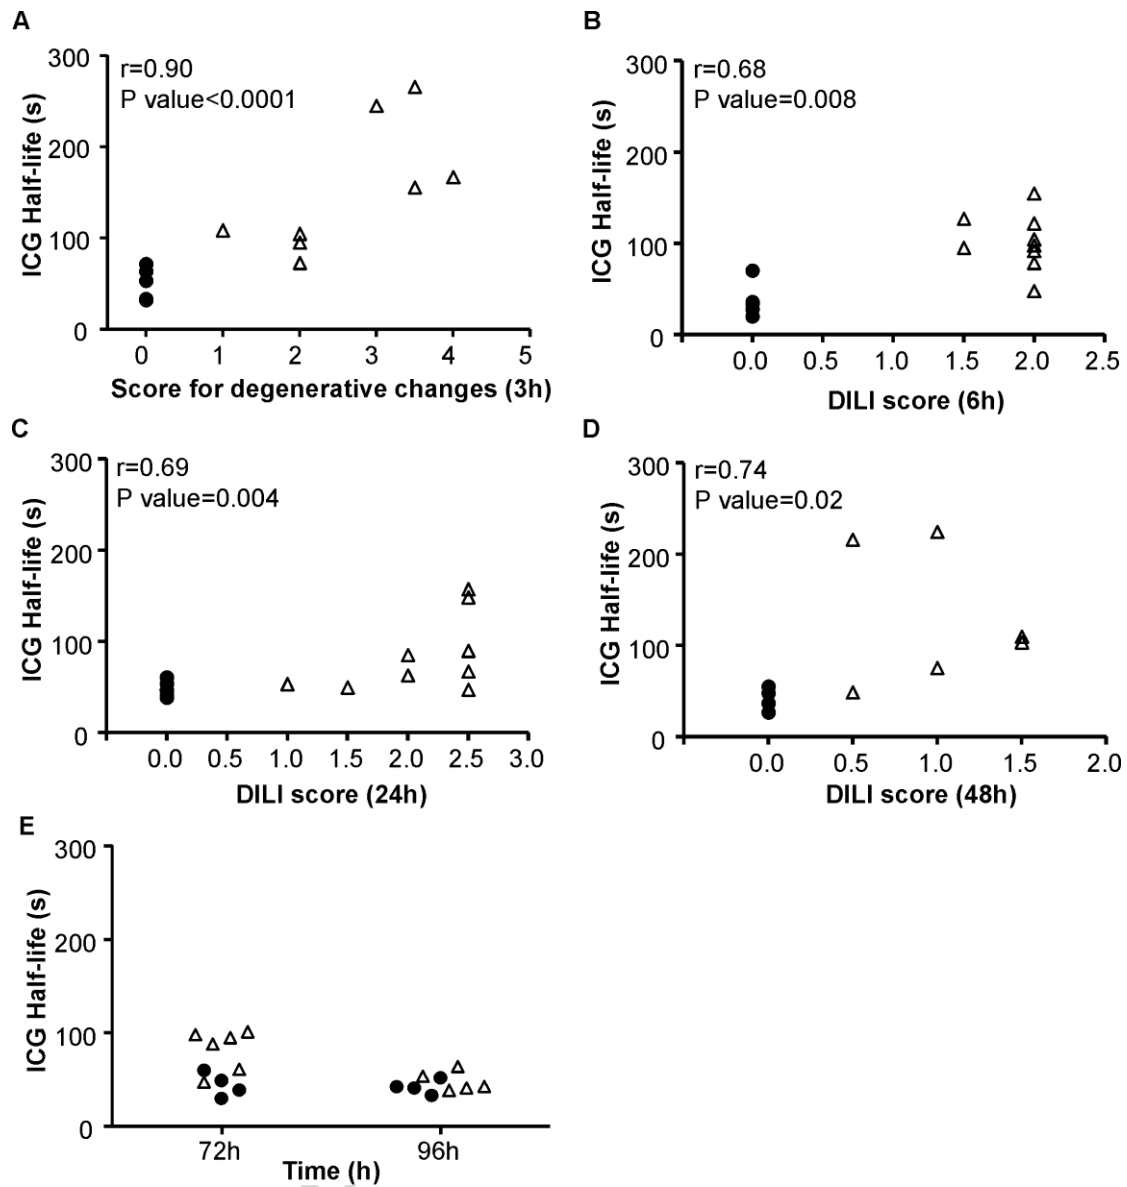 A
r=0.90
P value<0.0001
ICG Half-life (s)
300
200
100
0
0 1 2 3 4 5
Score for degenerative changes (3h)
B
r=0.68
P value=0.008
ICG Half-life (s)
300
200
100
0
0.0 0.5 1.0 1.5 2.0 2.5
DILI score (6h)
C
r=0.69
P value=0.004
ICG Half-life (s)
300
200
100
0
0.0 0.5 1.0 1.5 2.0 2.5 3.0
DILI score (24h)
D
r=0.74
P value=0.02
ICG Half-life (s)
300
200
100
0
0.0 0.5 1.0 1.5 2.0
DILI score (48h)
E
ICG Half-life (s)
300
200
100
0
72h 96h
Time (h)